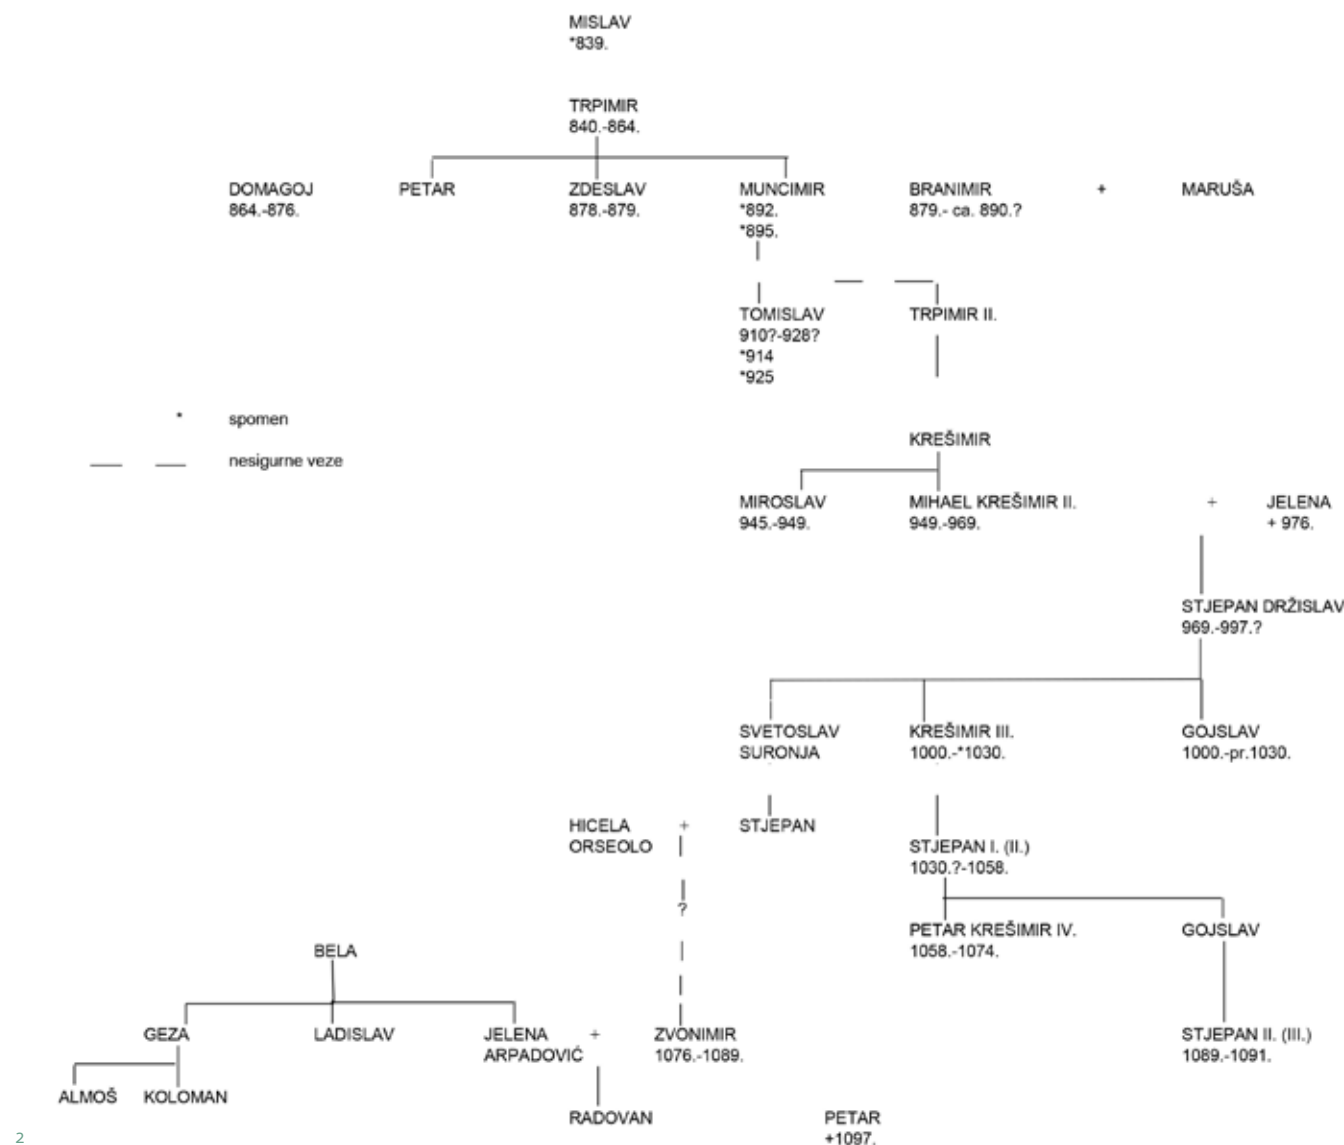 MISLAV
*839.
TRPIMIR
840.-864.
DOMAGOJ PETAR ZDESLAV MUNCIMIR BRANIMIR + MARUŠA
864.-876. 878.-879. *892. 879.- ca. 890.?
*895.
TOMISLAV TRPIMIR II.
910?-928?
*914
*925
* spomen
nesigurne veze
KREŠIMIR
MIROSLAV MIHAEL KREŠIMIR II. + JELENA
945.-949. 949.-969. + 976.
STJEPAN DRŽISLAV
969.-997.?
SVETOSLAV KREŠIMIR III. GOJSLAV
SURONJA 1000.-*1030. 1000.-pr.1030.
HICELA + STJEPAN
ORSEOLO STJEPAN I. (II.)
1030.?-1058.
?
PETAR KREŠIMIR IV. GOJSLAV
1058.-1074.
BELA
GEZA LADISLAV JELENA + ZVONIMIR STJEPAN II. (III.)
ARPADOVIĆ 1076.-1089. 1089.-1091.
ALMOŠ KOLOMAN
RADOVAN PETAR
+1097.
2